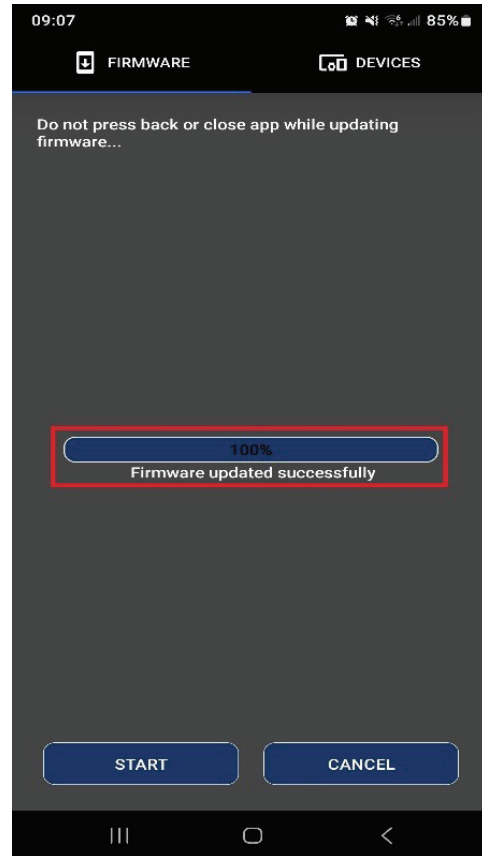 09:07 85%
FIRMWARE DEVICES
Do not press back or close app while updating
firmware...
100%
Firmware updated successfully
START CANCEL